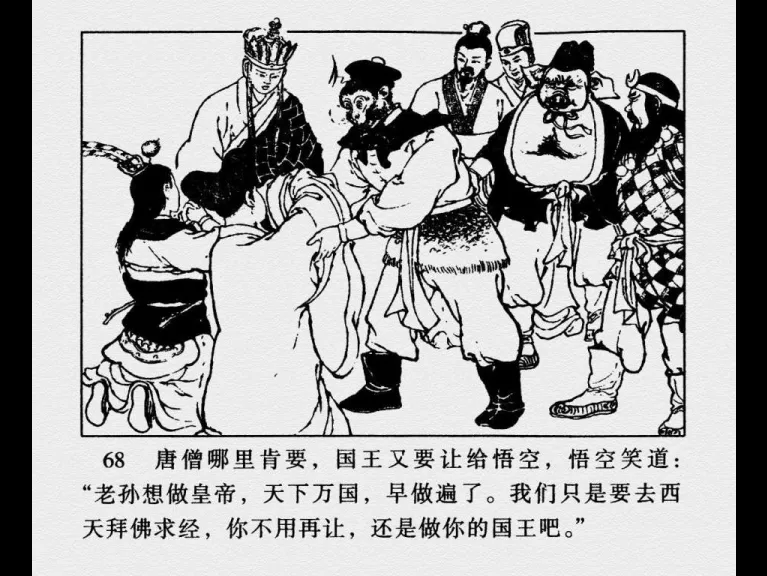 68 唐僧哪里肯要，国王又要让给悟空，悟空笑道：
“老孙想做皇帝，天下万国，早做遍了。我们只是要去西
天拜佛求经，你不用再让，还是做你的国王吧。”